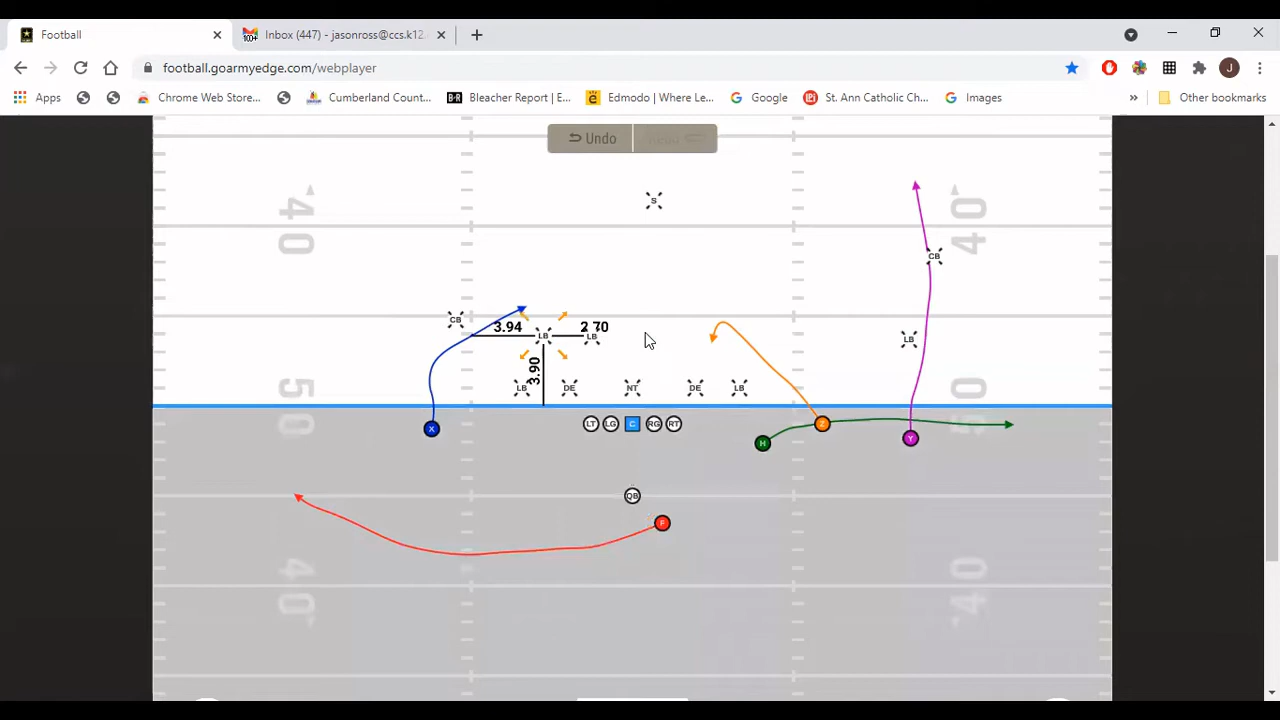 Football
Inbox (447) - jasonross@ccs.k12.
football.goarmyedge.com/webplayer
J
Apps
Chrome Web Store...
Cumberland Count...
B-R Bleacher Report | E...
Edmodo | Where Le...
Google
St. Ann Catholic Ch...
Images
Other bookmarks
Undo
Redo
S
40
40
CB
CB
3.94
2.70
LB
LB
LB
3.90
LB
DE
NT
DE
LB
50
50
X
LT
LG
C
RG
RT
Z
H
Y
QB
F
40
40